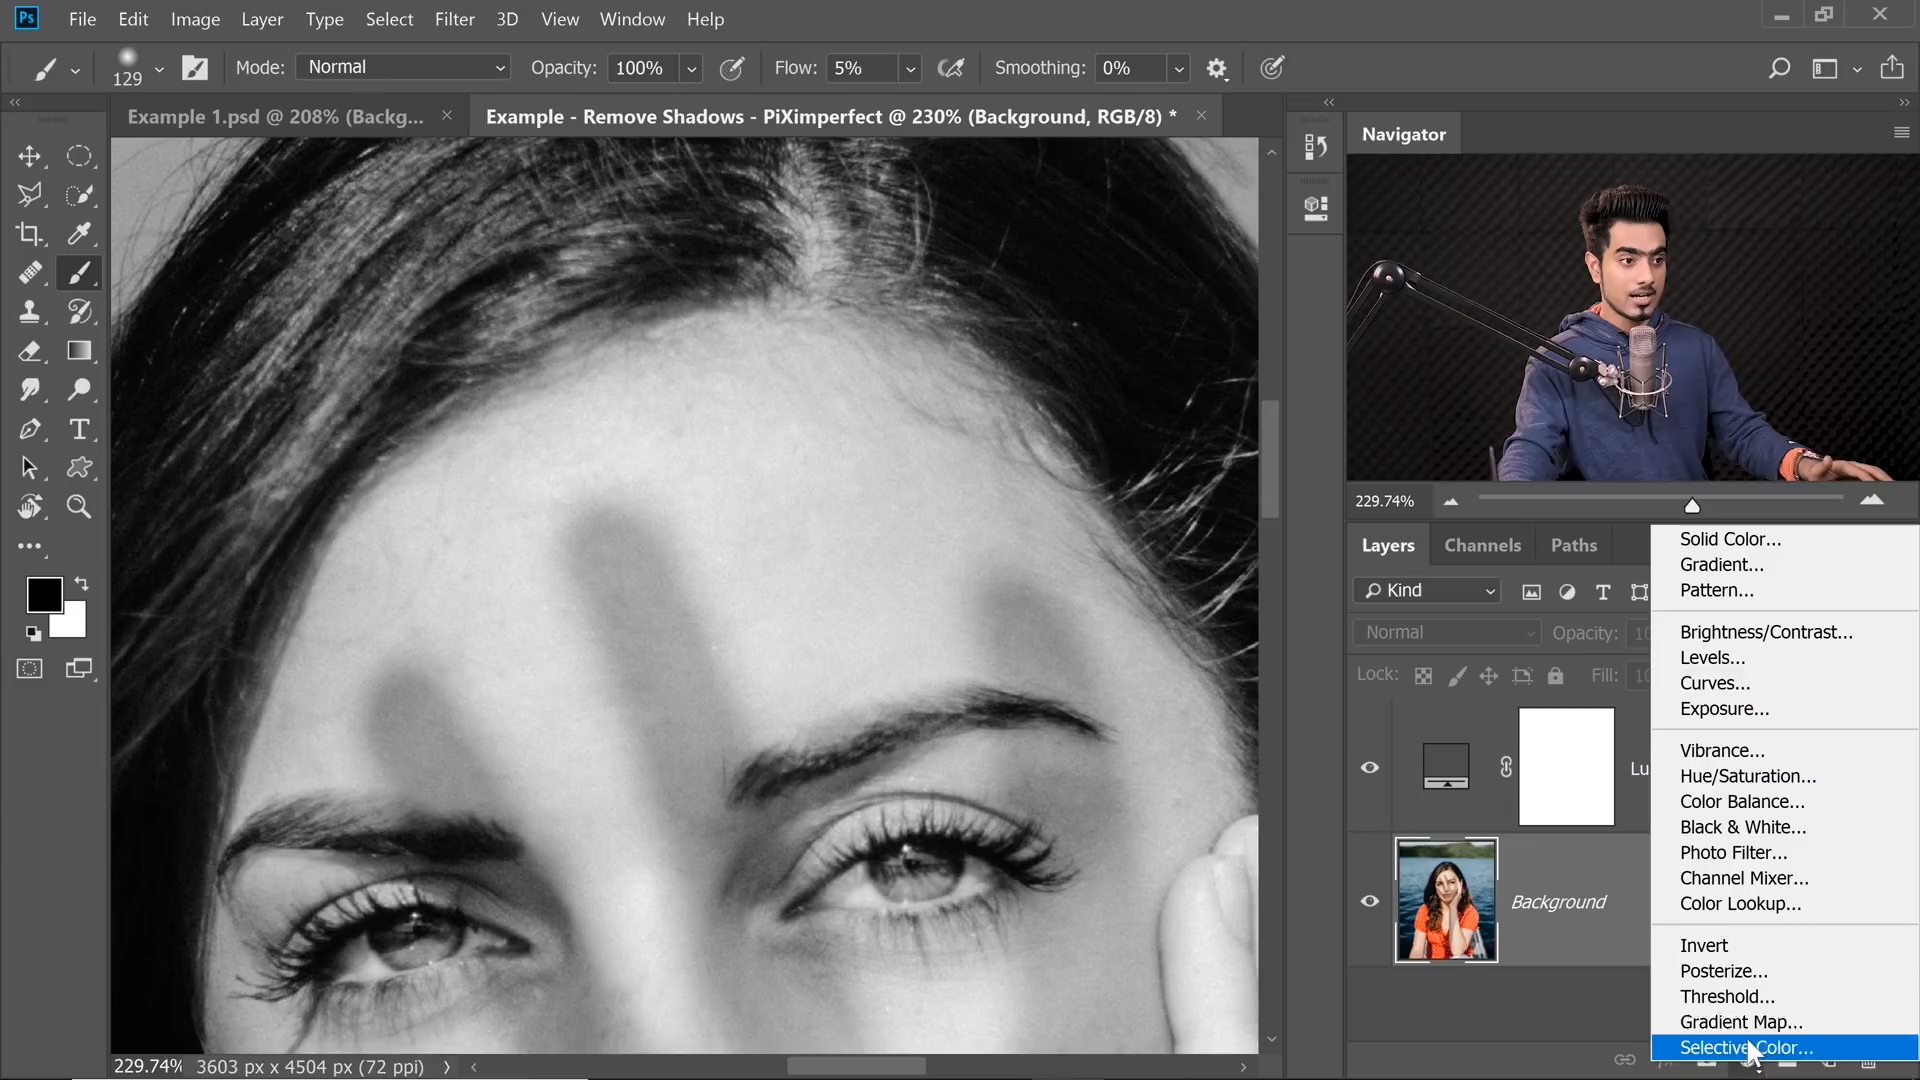 Ps File Edit Image Layer Type Select Filter 3D View Window Help
129 Mode: Normal Opacity: 100% Flow: 5% Smoothing: 0%
Example 1.psd @ 208% (Backg... × Example - Remove Shadows - PiXimperfect @ 230% (Background, RGB/8) * ×
Navigator
229.74%
Layers Channels Paths
Kind
Normal Opacity: 10
Lock: Fill: 10
Lu
Background
Solid Color...
Gradient...
Pattern...
Brightness/Contrast...
Levels...
Curves...
Exposure...
Vibrance...
Hue/Saturation...
Color Balance...
Black & White...
Photo Filter...
Channel Mixer...
Color Lookup...
Invert
Posterize...
Threshold...
Gradient Map...
Selective Color...
229.74% 3603 px x 4504 px (72 ppi)